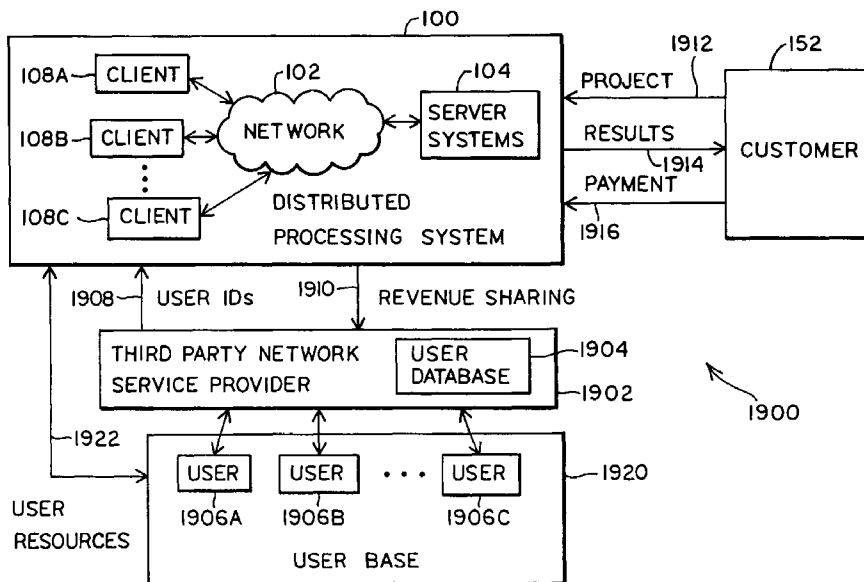 100
108A
CLIENT
102
104
1912
152
108B
CLIENT
NETWORK
SERVER
SYSTEMS
PROJECT
RESULTS
1914
CUSTOMER
108C
CLIENT
DISTRIBUTED
PROCESSING SYSTEM
PAYMENT
1916
1908
USER IDs
1910
REVENUE SHARING
THIRD PARTY NETWORK
SERVICE PROVIDER
USER
DATABASE
1904
1902
1900
1922
USER
RESOURCES
USER
USER
USER
1920
1906A
1906B
1906C
USER BASE